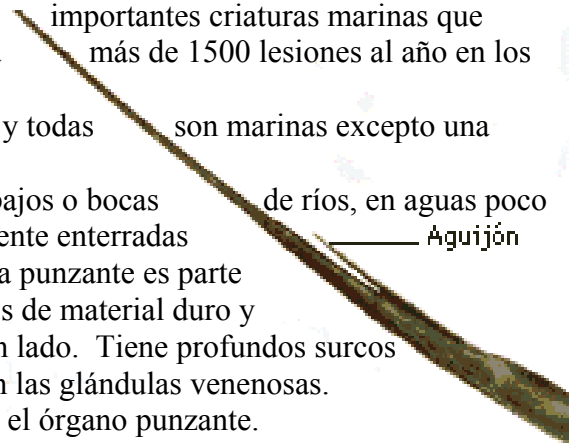 importantes criaturas marinas que
más de 1500 lesiones al año en los
y todas son marinas excepto una
bajos o bocas de ríos, en aguas poco
ente enterradas Aguijón
a punzante es parte
s de material duro y
n lado. Tiene profundos surcos
n las glándulas venenosas.
el órgano punzante.